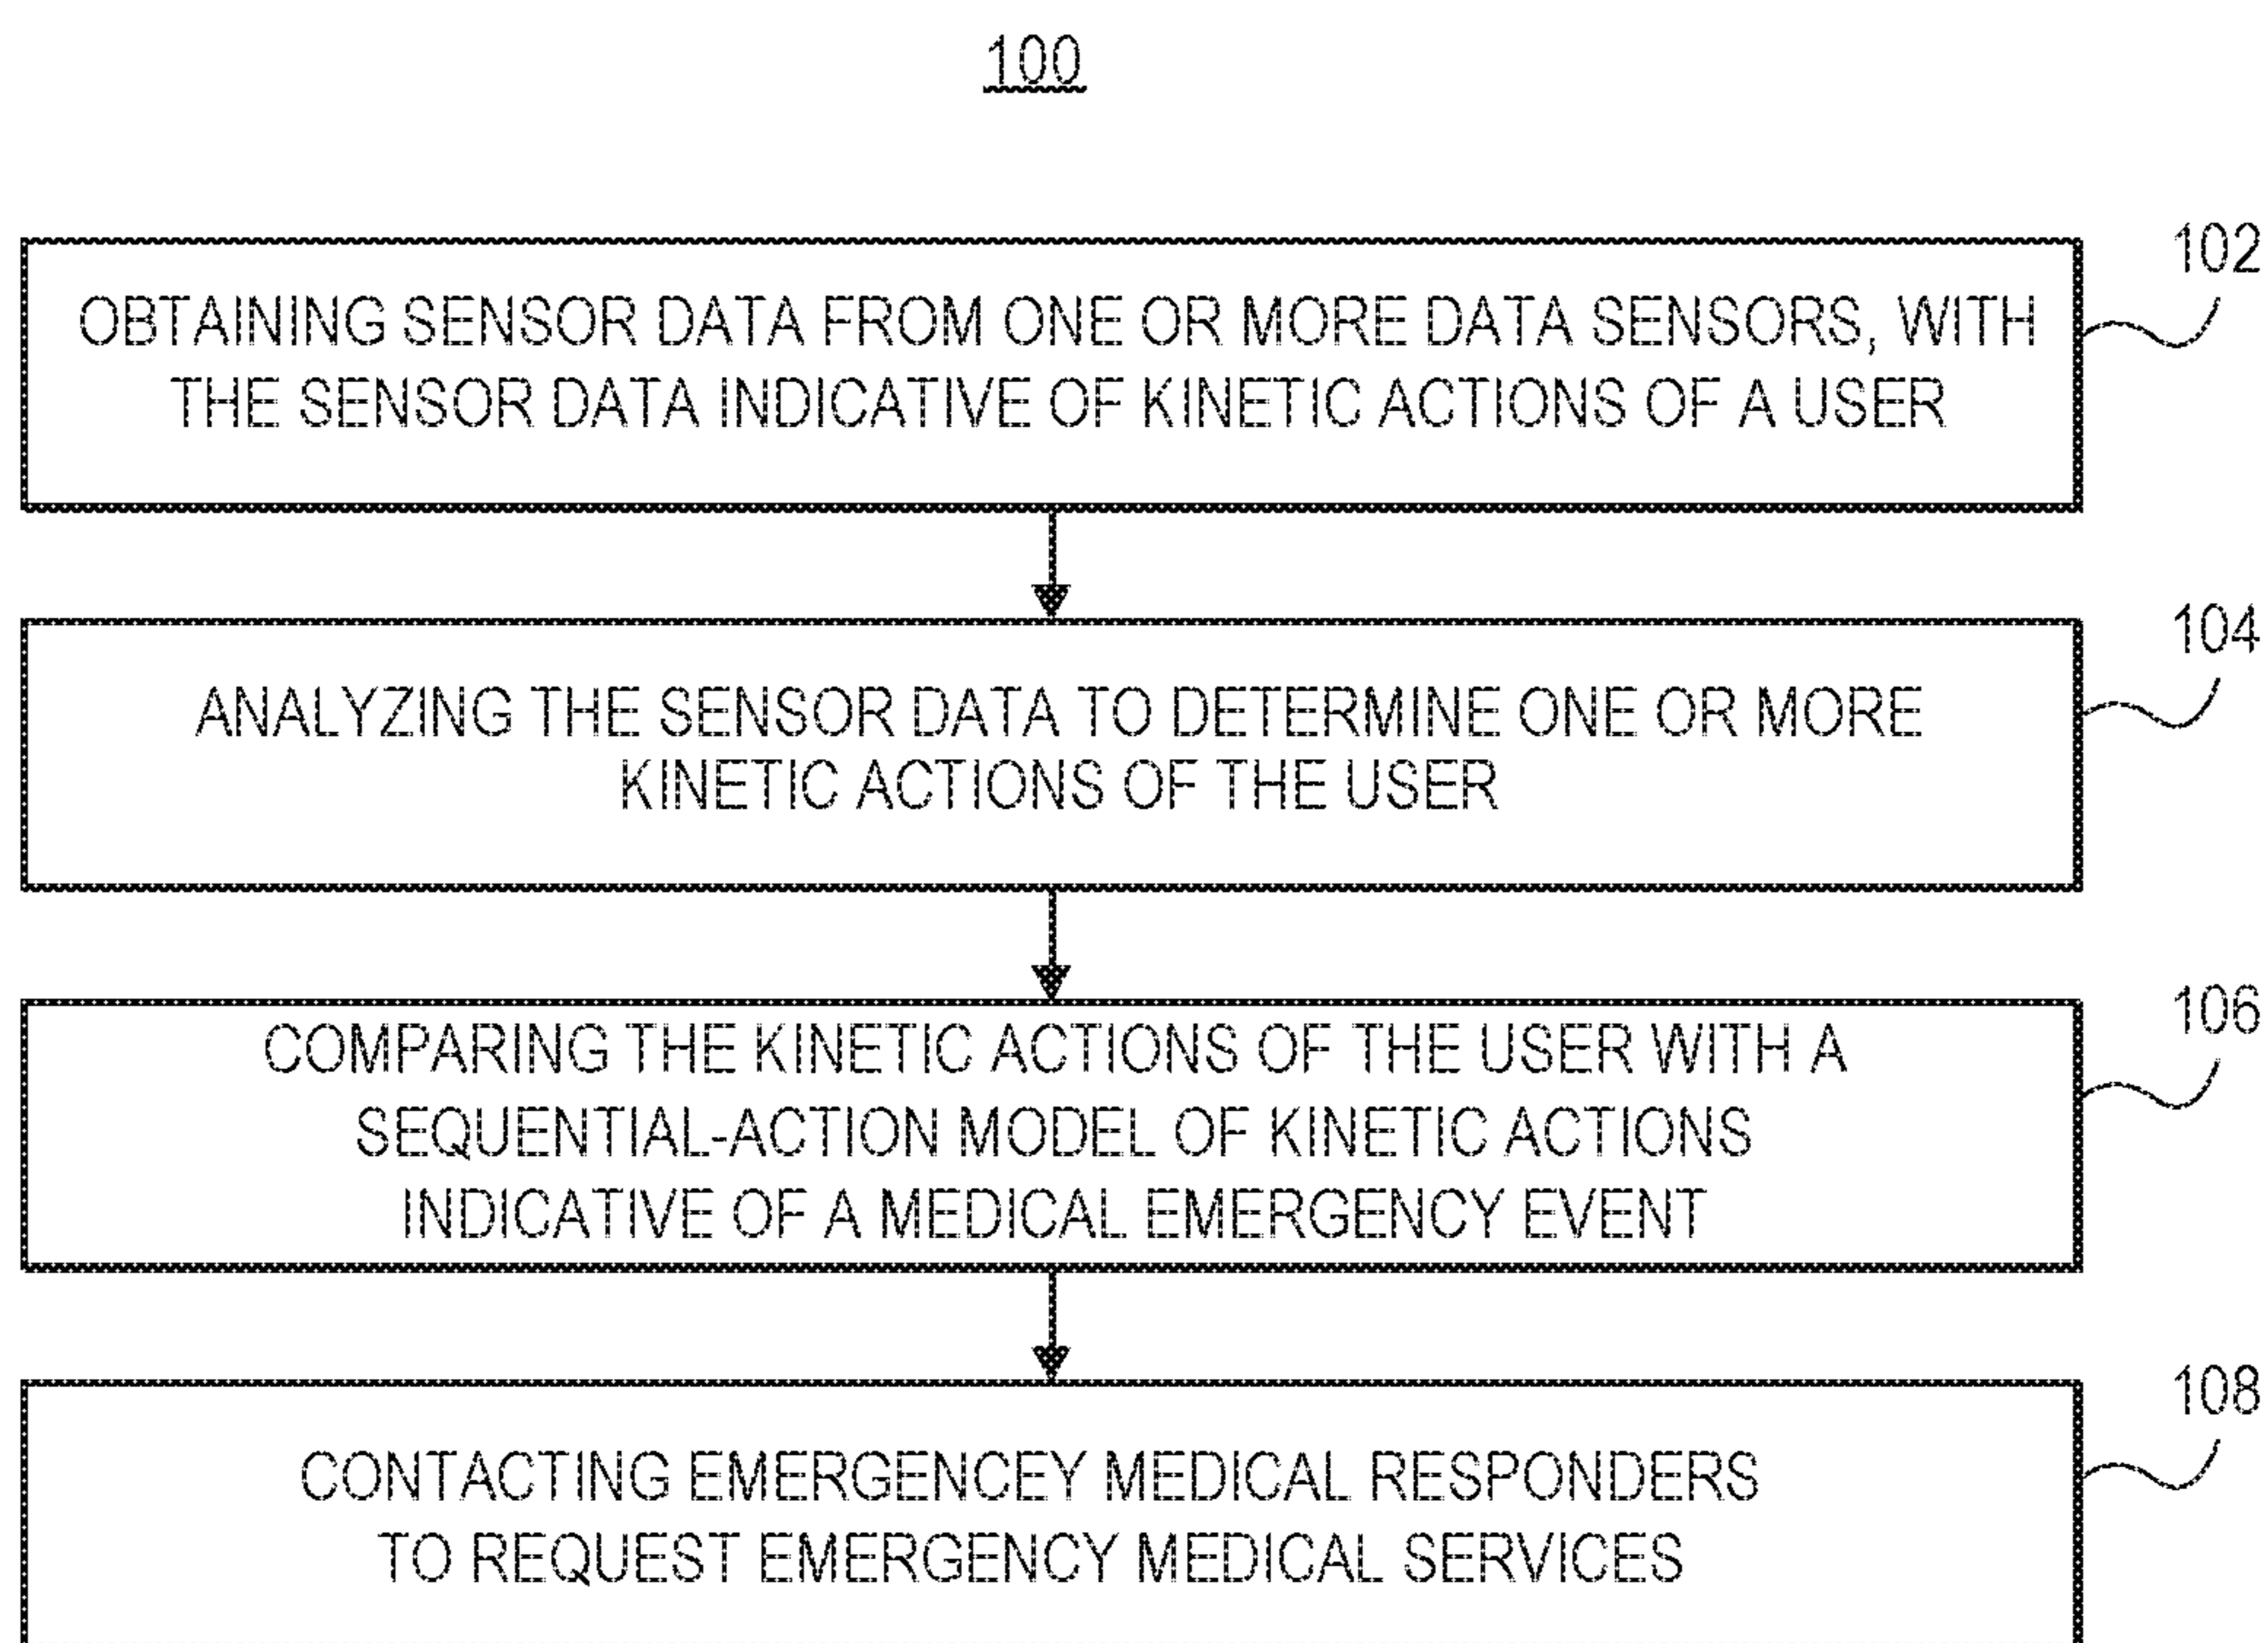 100
102
OBTAINING SENSOR DATA FROM ONE OR MORE DATA SENSORS, WITH
THE SENSOR DATA INDICATIVE OF KINETIC ACTIONS OF A USER
104
ANALYZING THE SENSOR DATA TO DETERMINE ONE OR MORE
KINETIC ACTIONS OF THE USER
106
COMPARING THE KINETIC ACTIONS OF THE USER WITH A
SEQUENTIAL-ACTION MODEL OF KINETIC ACTIONS
INDICATIVE OF A MEDICAL EMERGENCY EVENT
108
CONTACTING EMERGENCEY MEDICAL RESPONDERS
TO REQUEST EMERGENCY MEDICAL SERVICES